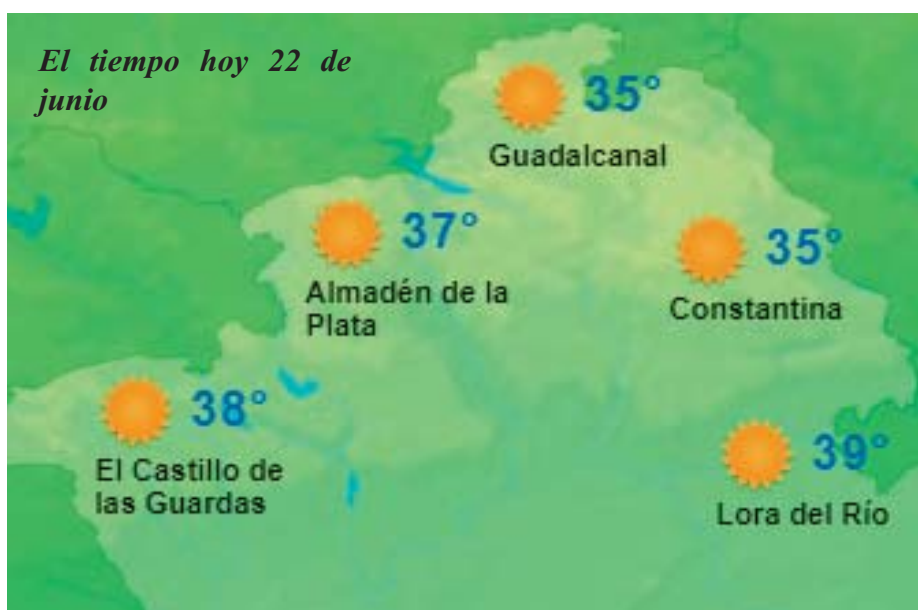 El tiempo hoy 22 de
junio
35°
Guadalcanal
37°
Almadén de la
Plata
35°
Constantina
38°
El Castillo de
las Guardas
39°
Lora del Río